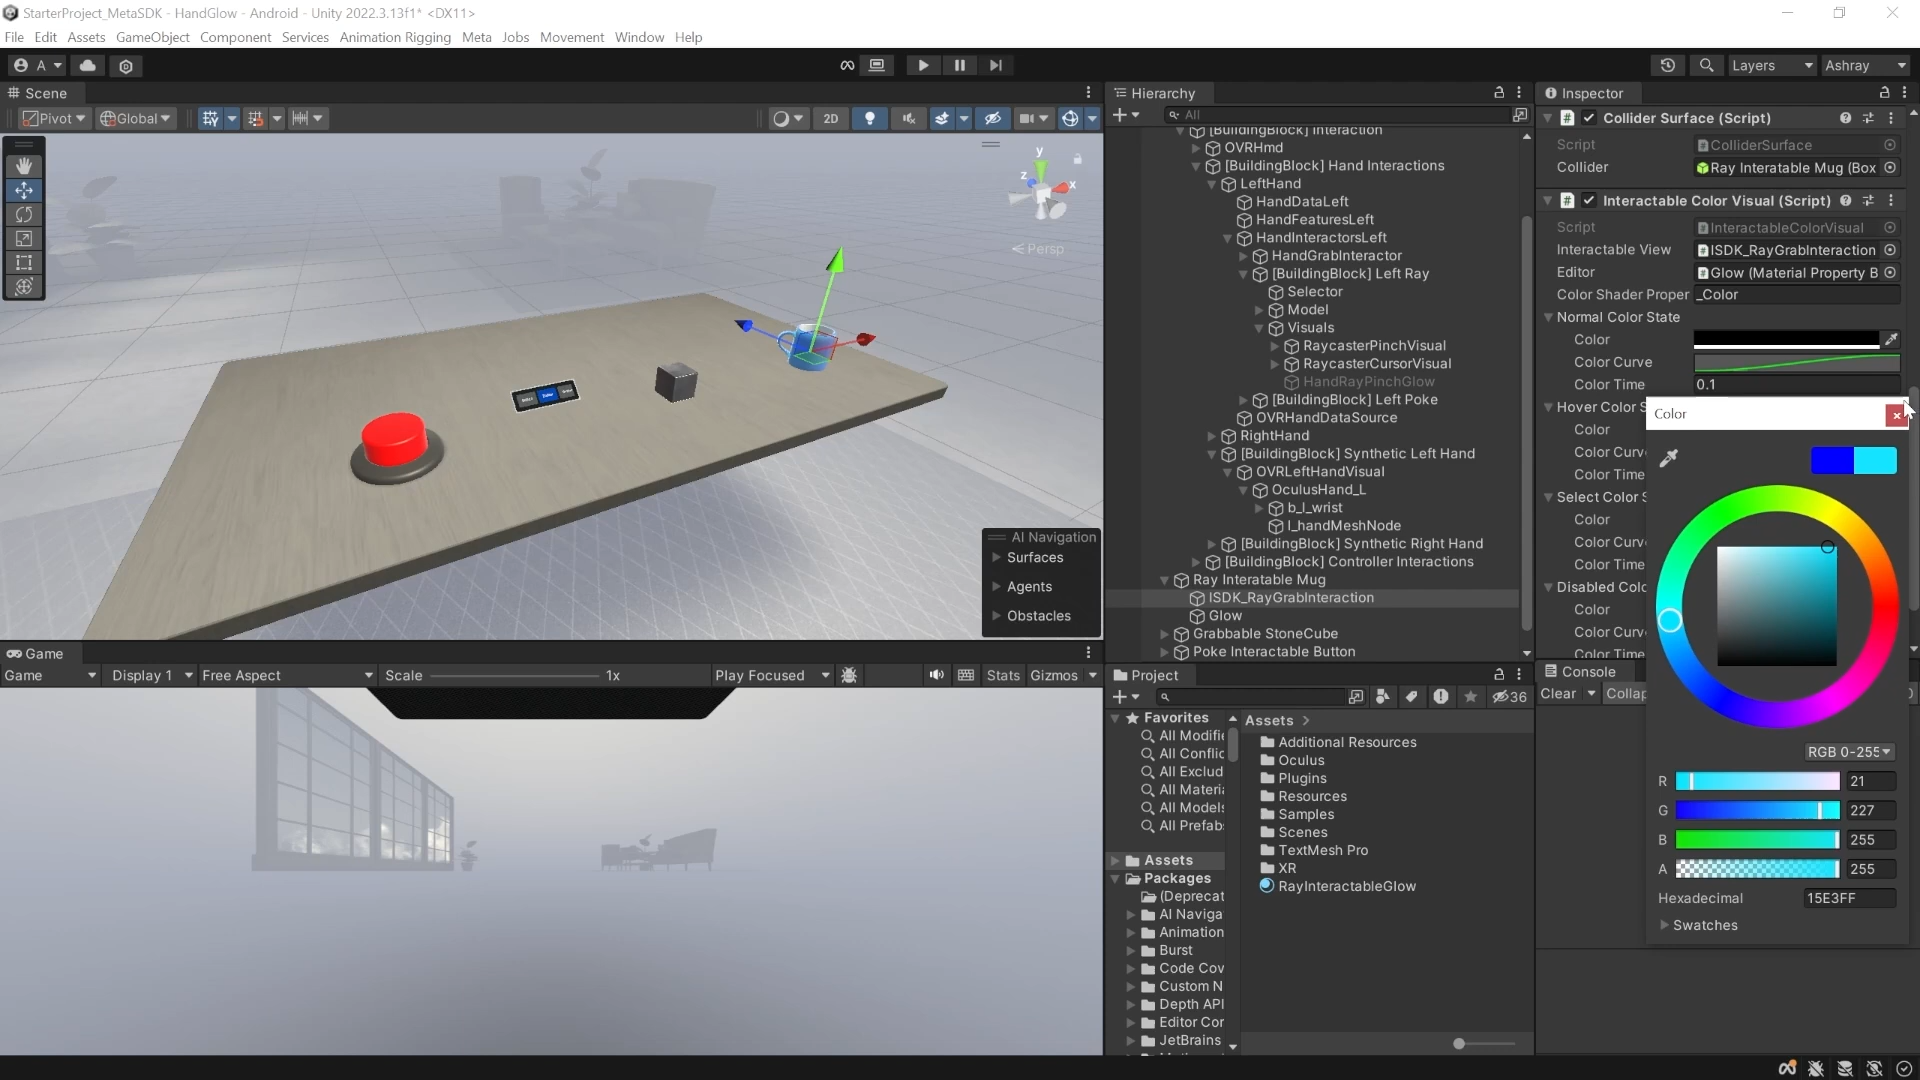 StarterProject_MetaSDK - HandGlow - Android - Unity 2022.3.13f1* <DX11>
File Edit Assets GameObject Component Services Animation Rigging Meta Jobs Movement Window Help
A
Layers
Ashray
Scene
Pivot
Global
2D
y
z
x
Persp
AI Navigation
Surfaces
Agents
Obstacles
Game
Game
Display 1
Free Aspect
Scale
1x
Play Focused
Stats
Gizmos
Hierarchy
All
[BuildingBlock] Interaction
OVRHmd
[BuildingBlock] Hand Interactions
LeftHand
HandDataLeft
HandFeaturesLeft
HandInteractorsLeft
HandGrabInteractor
[BuildingBlock] Left Ray
Selector
Model
Visuals
RaycasterPinchVisual
RaycasterCursorVisual
HandRayPinchGlow
[BuildingBlock] Left Poke
OVRHandDataSource
RightHand
[BuildingBlock] Synthetic Left Hand
OVRLeftHandVisual
OculusHand_L
b_l_wrist
l_handMeshNode
[BuildingBlock] Synthetic Right Hand
[BuildingBlock] Controller Interactions
Ray Interatable Mug
ISDK_RayGrabInteraction
Glow
Grabbable StoneCube
Poke Interactable Button
Project
36
Favorites
All Modifie
All Conflic
All Exclud
All Materia
All Models
All Prefab
Assets
Packages
(Deprecat
AI Naviga
Animation
Burst
Code Cov
Custom N
Depth API
Editor Cor
JetBrains
Assets
Additional Resources
Oculus
Plugins
Resources
Samples
Scenes
TextMesh Pro
XR
RayInteractableGlow
Inspector
Collider Surface (Script)
Script
ColliderSurface
Collider
Ray Interatable Mug (Box
Interactable Color Visual (Script)
Script
InteractableColorVisual
Interactable View
ISDK_RayGrabInteraction
Editor
Glow (Material Property B
Color Shader Proper
_Color
Normal Color State
Color
Color Curve
Color Time
0.1
Hover Color S
Color
Color Curv
Color Time
Select Color S
Color
Color Curv
Color Time
Disabled Colo
Color
Color Curv
Color Time
Console
Clear
Collap
Color
RGB 0-255
R
21
G
227
B
255
A
255
Hexadecimal
15E3FF
Swatches